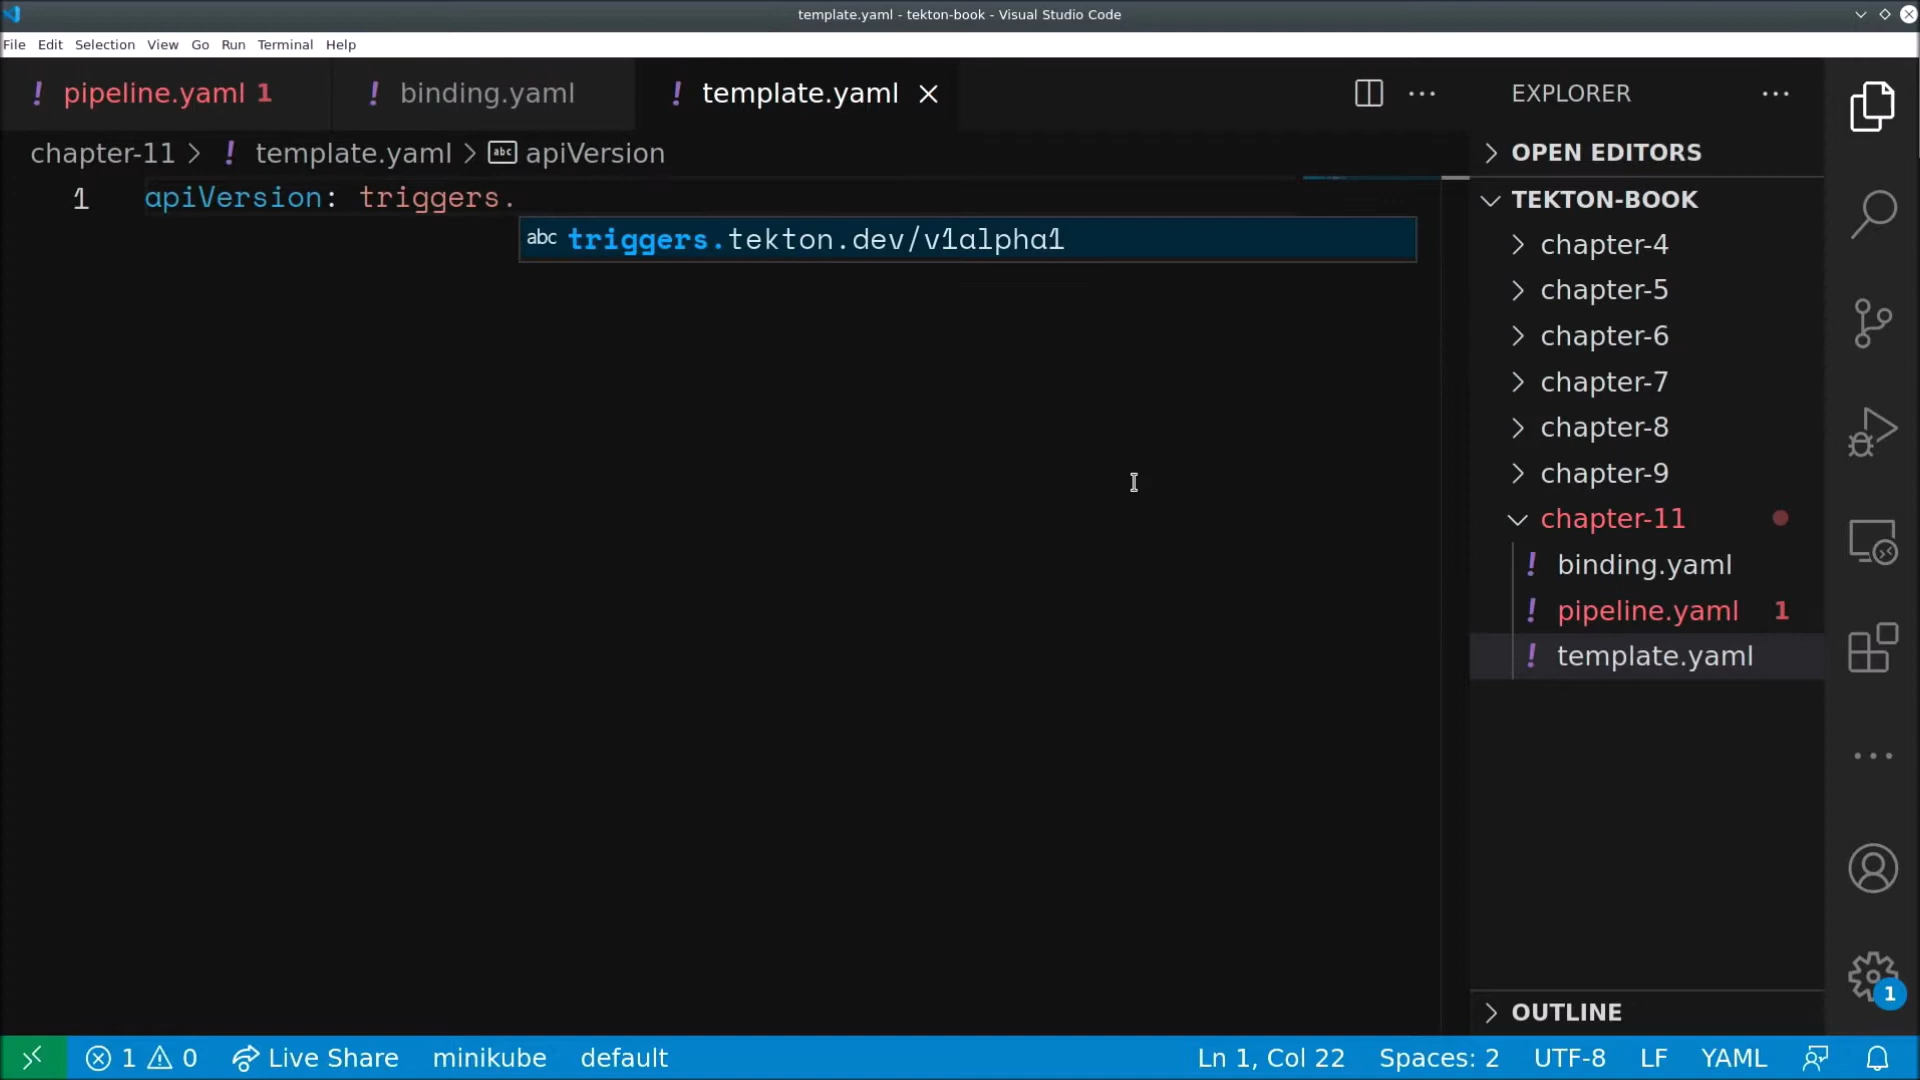 template.yaml - tekton-book - Visual Studio Code
File Edit Selection View Go Run Terminal Help
! pipeline.yaml 1 ! binding.yaml ! template.yaml
chapter-11 > ! template.yaml > abc apiVersion
1 apiVersion: triggers.
abc triggers.tekton.dev/v1alpha1
EXPLORER
OPEN EDITORS
TEKTON-BOOK
chapter-4
chapter-5
chapter-6
chapter-7
chapter-8
chapter-9
chapter-11
! binding.yaml
! pipeline.yaml 1
! template.yaml
OUTLINE
1
1 0 Live Share minikube default Ln 1, Col 22 Spaces: 2 UTF-8 LF YAML